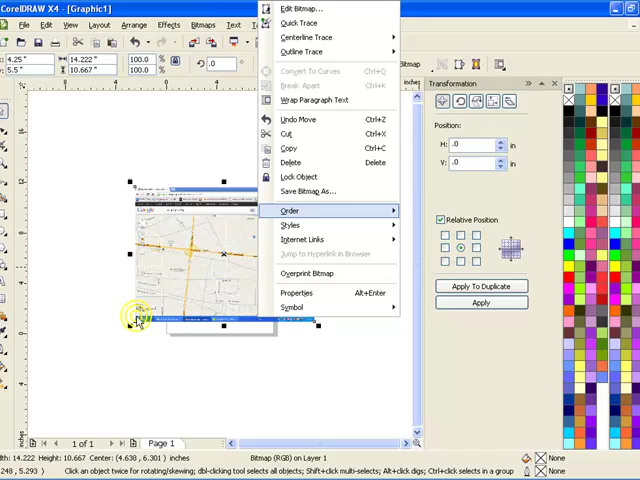 CorelDRAW X4 - [Graphic1]
File Edit View Layout Arrange Effects Bitmaps Text
4.25" 14.222 " 100.0
5.5" 10.667 " 100.0 .0
inches
Edit Bitmap...
Quick Trace
Centerline Trace
Outline Trace
Convert To Curves Ctrl+Q
Break Apart Ctrl+K
Wrap Paragraph Text
Undo Move Ctrl+Z
Cut Ctrl+X
Copy Ctrl+C
Delete Delete
Lock Object
Save Bitmap As...
Order
Styles
Internet Links
Jump to Hyperlink in Browser
Overprint Bitmap
Properties Alt+Enter
Symbol
Transformation
Position:
H: .0 in
V: .0 in
Relative Position
Apply To Duplicate
Apply
Google
1 of 1 Page 1
Width: 14.222 Height: 10.667 Center: (4.638, 6.301) inches Bitmap (RGB) on Layer 1 None
248 , 5.293 ) Click an object twice for rotating/skewing; dbl-clicking tool selects all objects; Shift+click multi-selects; Alt+click digs; Ctrl+click selects in a group None